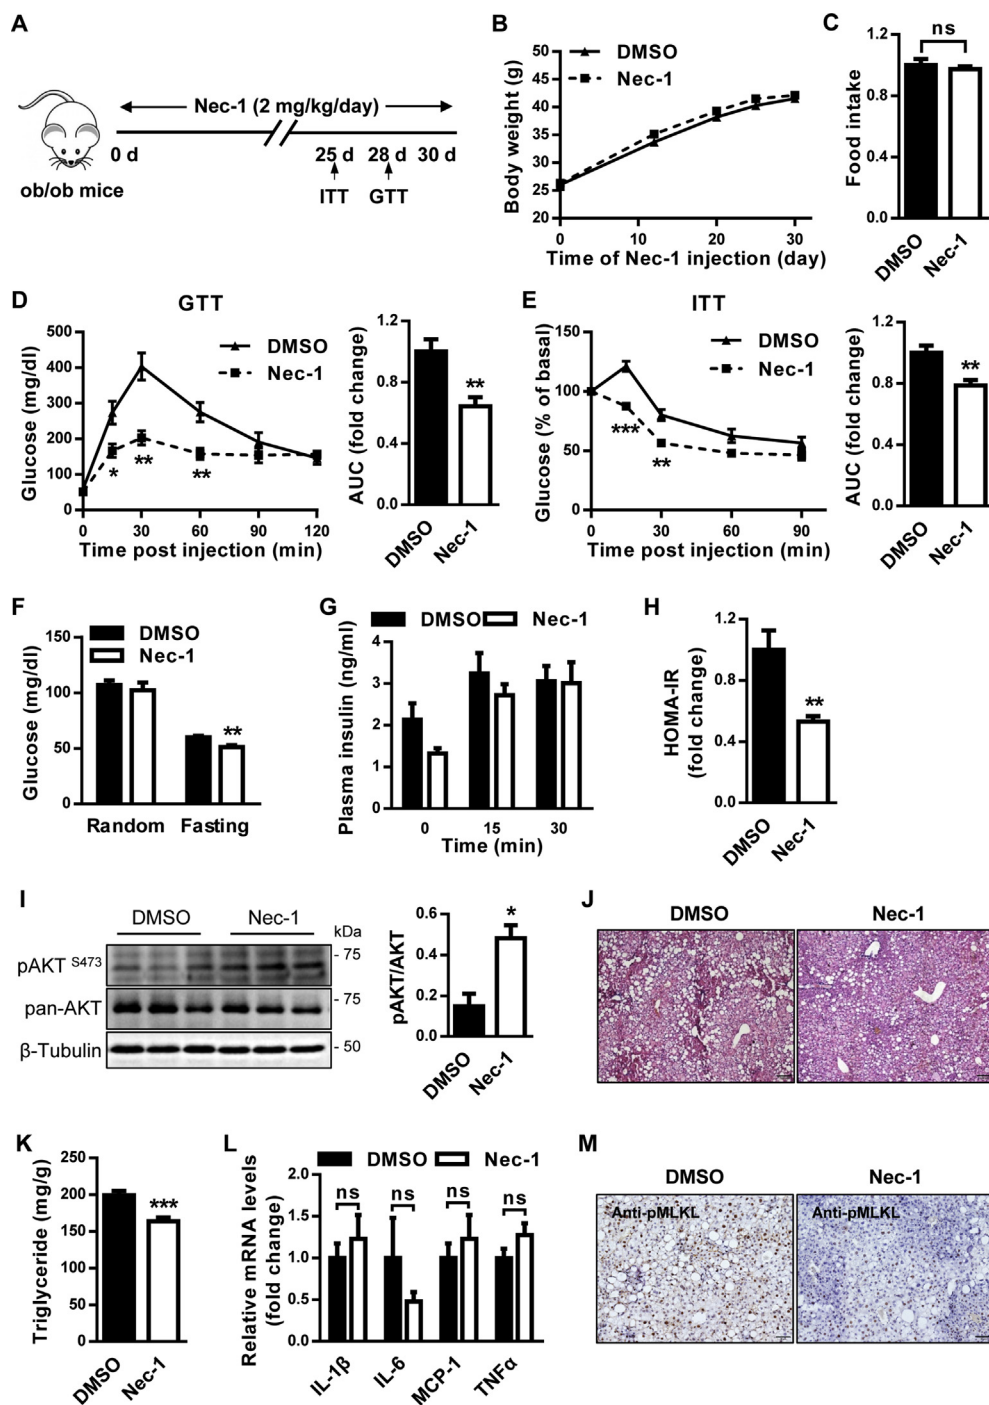 A
Nec-1 (2 mg/kg/day)
0 d
25 d
28 d
30 d
ITT
GTT
ob/ob mice
B
DMSO
Nec-1
Body weight (g)
50
45
40
35
30
25
20
0
10
20
30
Time of Nec-1 injection (day)
C
ns
Food intake
1.2
0.8
0.4
0.0
DMSO
Nec-1
D
GTT
DMSO
Nec-1
Glucose (mg/dl)
500
400
300
200
100
0
*
**
**
0
30
60
90
120
Time post injection (min)
AUC (fold change)
1.2
0.8
0.4
0.0
**
DMSO
Nec-1
E
ITT
DMSO
Nec-1
Glucose (% of basal)
150
100
50
0
***
**
0
30
60
90
Time post injection (min)
AUC (fold change)
1.2
0.8
0.4
0.0
**
DMSO
Nec-1
F
DMSO
Nec-1
Glucose (mg/dl)
150
100
50
0
**
Random
Fasting
G
DMSO
Nec-1
Plasma insulin (ng/ml)
4
3
2
1
0
0
15
30
Time (min)
H
HOMA-IR
(fold change)
1.2
0.8
0.4
0.0
**
DMSO
Nec-1
I
DMSO
Nec-1
kDa
pAKT S473
- 75
pan-AKT
- 75
β-Tubulin
- 50
pAKT/AKT
0.6
0.4
0.2
0.0
*
DMSO
Nec-1
J
DMSO
Nec-1
K
Triglyceride (mg/g)
250
200
150
100
50
0
***
DMSO
Nec-1
L
DMSO
Nec-1
Relative mRNA levels
(fold change)
2.0
1.5
1.0
0.5
0.0
ns
ns
ns
ns
IL-1β
IL-6
MCP-1
TNFα
M
DMSO
Nec-1
Anti-pMLKL
Anti-pMLKL